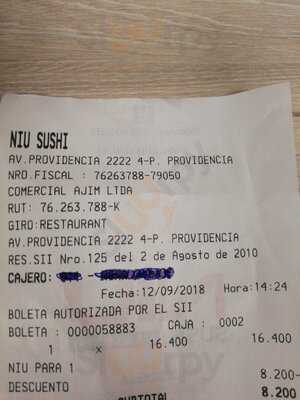 NIU SUSHI
AV.PROVIDENCIA 2222 4-P. PROVIDENCIA
NRO.FISCAL : 76263788-79050
COMERCIAL AJIM LTDA
RUT: 76.263.788-K
GIRO:RESTAURANT
AV.PROVIDENCIA 2222 4-P. PROVIDENCIA
RES.SII Nro.125 del 2 de Agosto de 2010
CAJERO: -
Fecha:12/09/2018 Hora:14:24
BOLETA AUTORIZADA POR EL SII
BOLETA : 0000058883 CAJA : 0002
1 x 16.400 16.400
NIU PARA 1 8.200-
DESCUENTO 8.200
SUBTOTAL